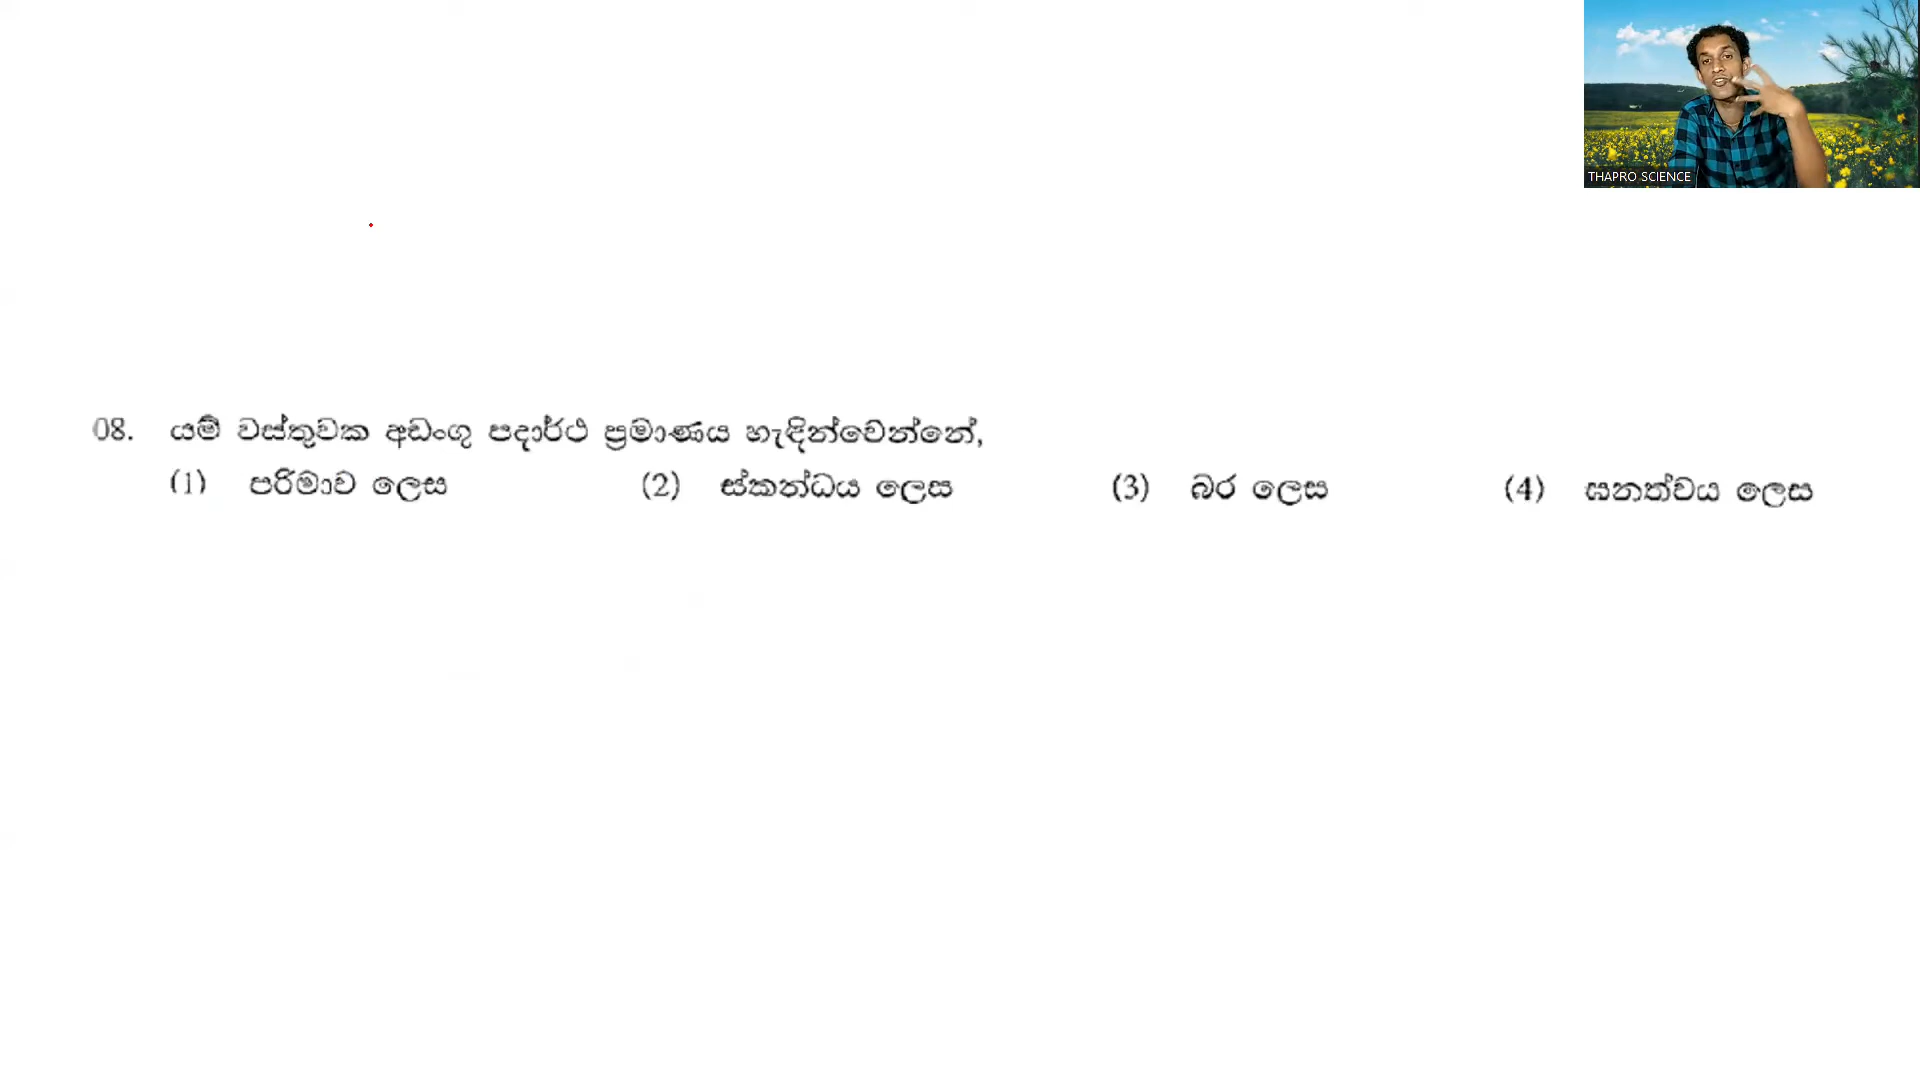 THAPRO SCIENCE
08. යම් වස්තුවක අඩංගු පදාර්ථ ප්‍රමාණය හැඳින්වෙන්නේ,
(1) පරිමාව ලෙස (2) ස්කන්ධය ලෙස (3) බර ලෙස (4) ඝනත්වය ලෙස